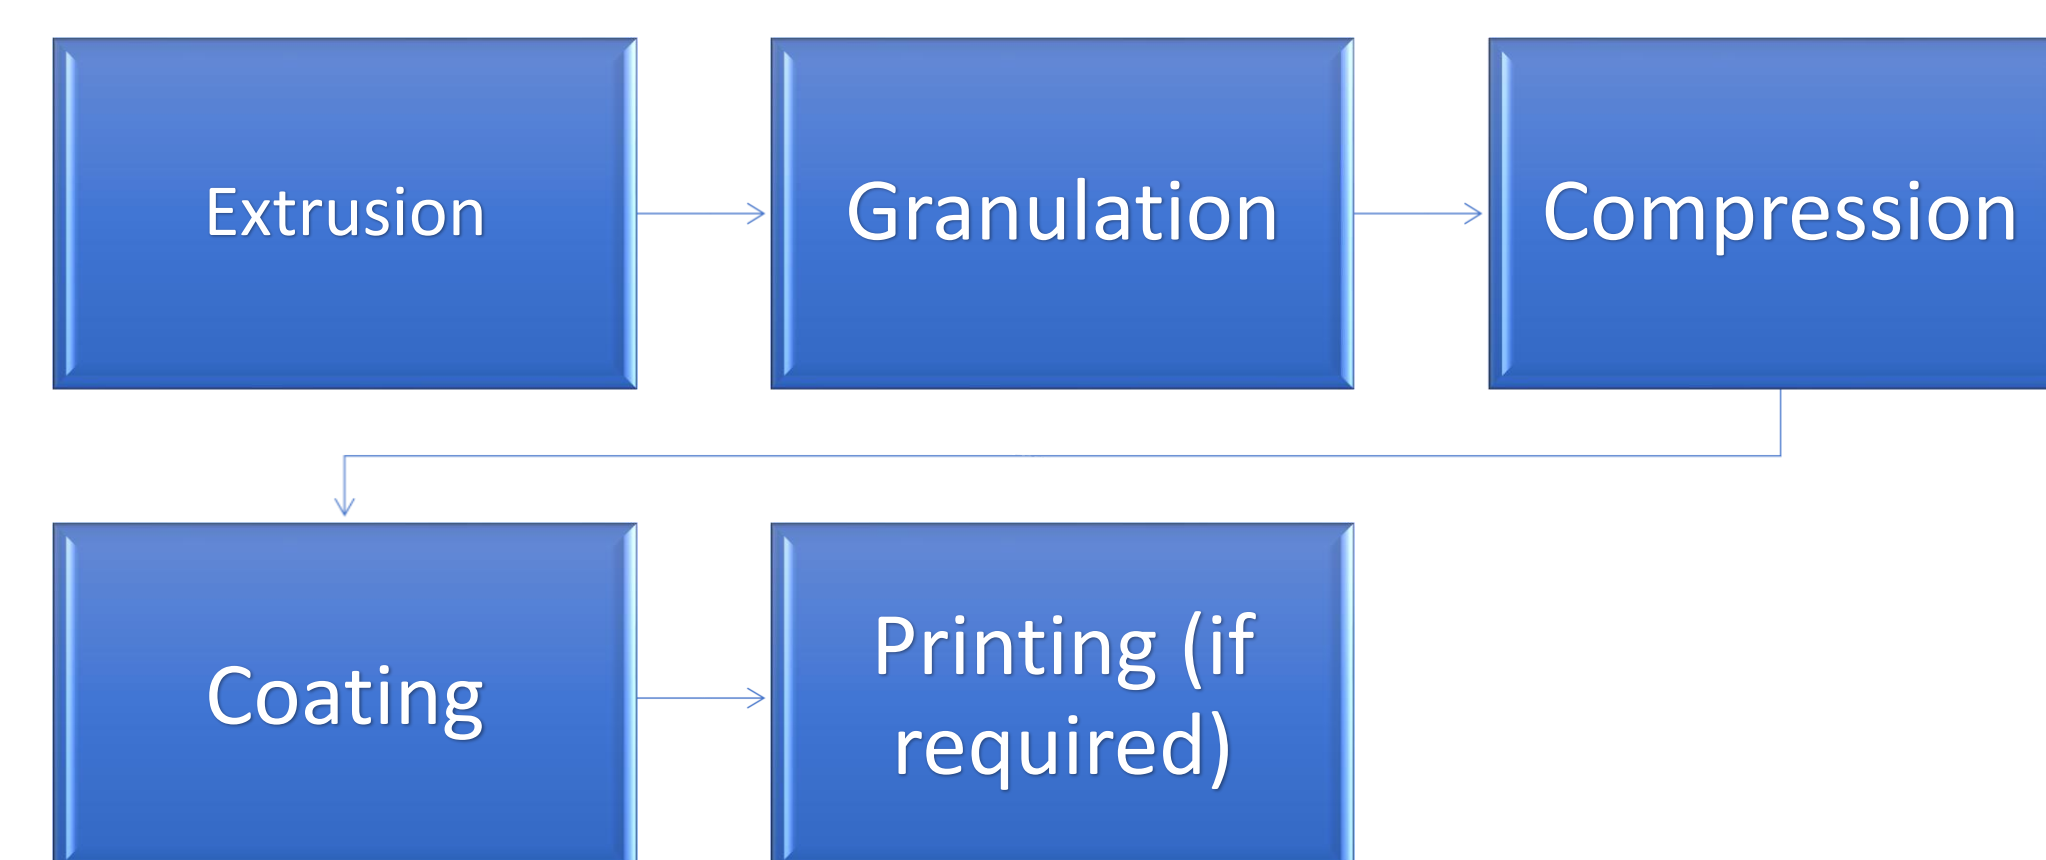 Extrusion
Granulation
Compression
Coating
Printing (if
required)